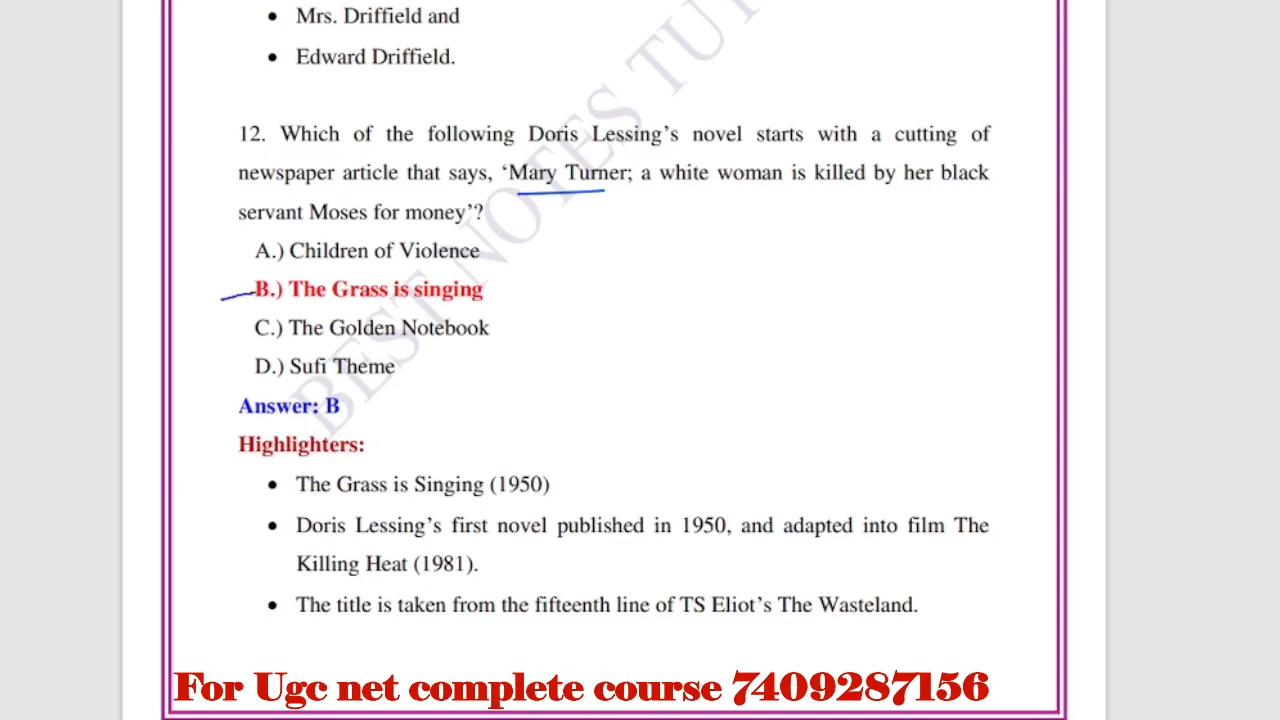 • Mrs. Driffield and
• Edward Driffield.
12. Which of the following Doris Lessing's novel starts with a cutting of
newspaper article that says, 'Mary Turner; a white woman is killed by her black
servant Moses for money'?
A.) Children of Violence
B.) The Grass is singing
C.) The Golden Notebook
D.) Sufi Theme
Answer: B
Highlighters:
• The Grass is Singing (1950)
• Doris Lessing's first novel published in 1950, and adapted into film The
Killing Heat (1981).
• The title is taken from the fifteenth line of TS Eliot's The Wasteland.
BEST NOTES TUT
For Ugc net complete course 7409287156